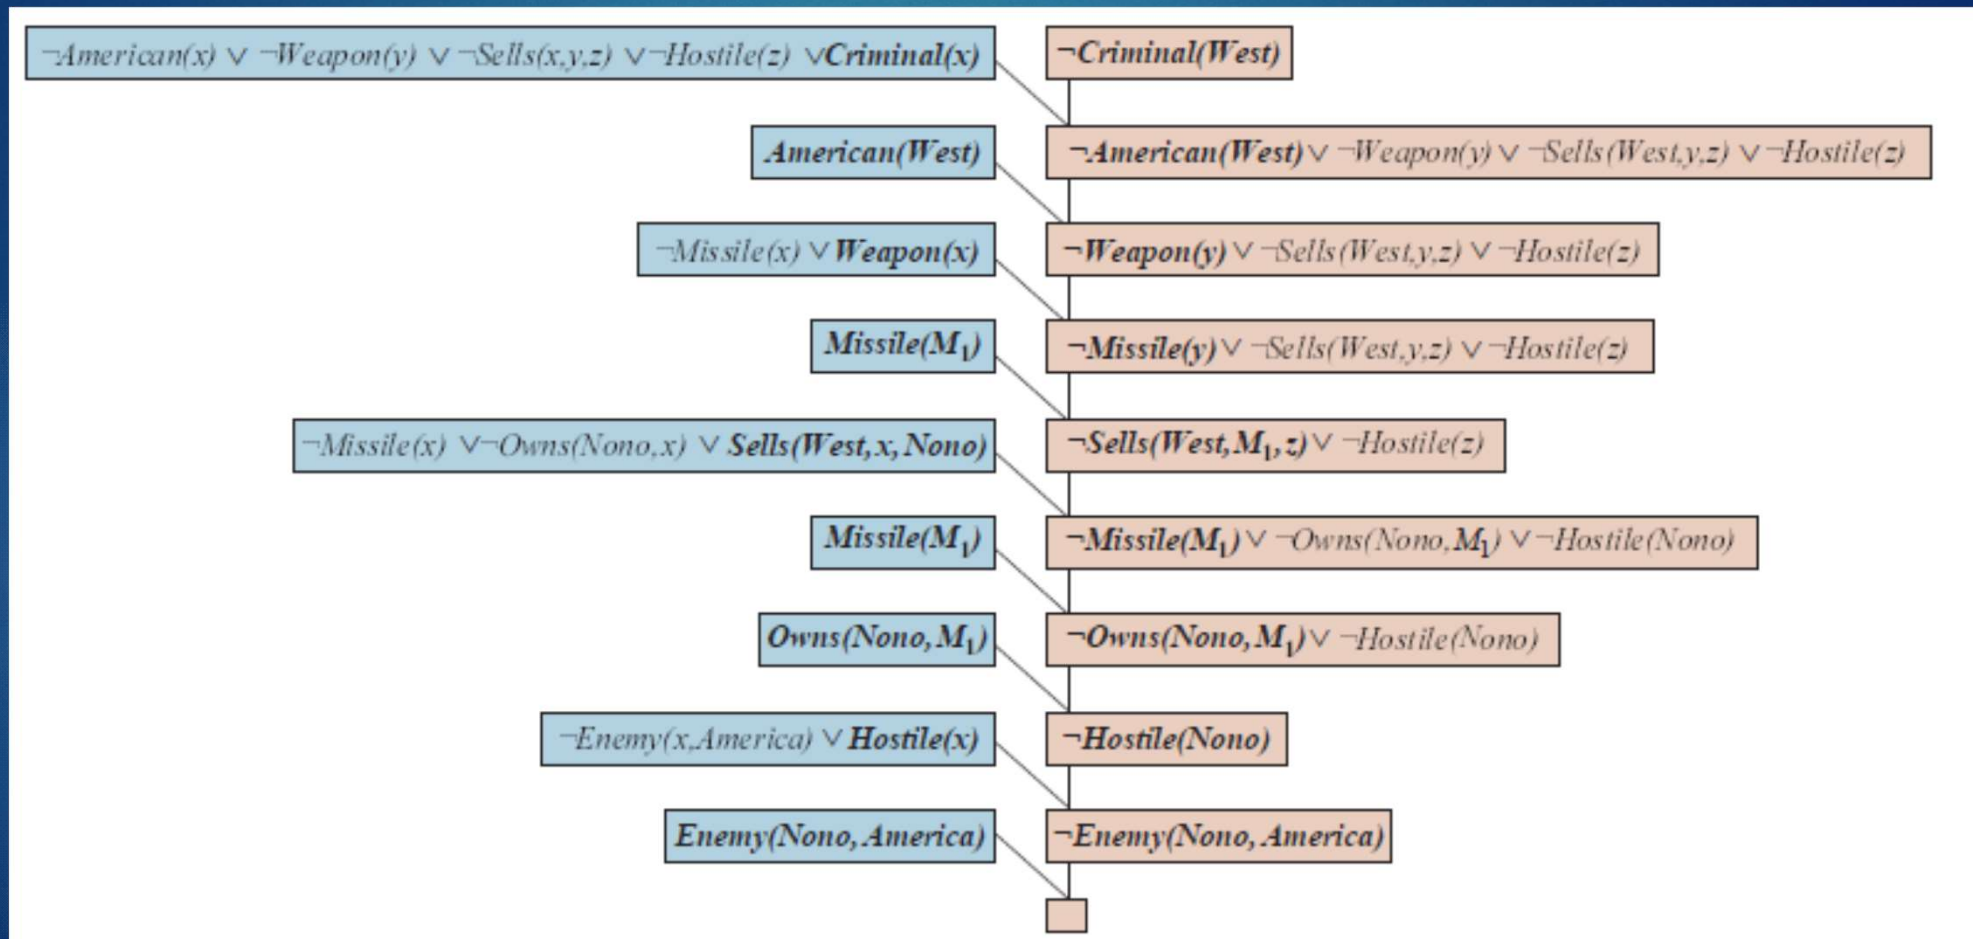 ¬American(x) ∨ ¬Weapon(y) ∨ ¬Sells(x,y,z) ∨ ¬Hostile(z) ∨ Criminal(x)
¬Criminal(West)
American(West)
¬American(West) ∨ ¬Weapon(y) ∨ ¬Sells(West,y,z) ∨ ¬Hostile(z)
¬Missile(x) ∨ Weapon(x)
¬Weapon(y) ∨ ¬Sells(West,y,z) ∨ ¬Hostile(z)
Missile(M₁)
¬Missile(y) ∨ ¬Sells(West,y,z) ∨ ¬Hostile(z)
¬Missile(x) ∨ ¬Owns(Nono,x) ∨ Sells(West,x,Nono)
¬Sells(West,M₁,z) ∨ ¬Hostile(z)
Missile(M₁)
¬Missile(M₁) ∨ ¬Owns(Nono,M₁) ∨ ¬Hostile(Nono)
Owns(Nono,M₁)
¬Owns(Nono,M₁) ∨ ¬Hostile(Nono)
¬Enemy(x,America) ∨ Hostile(x)
¬Hostile(Nono)
Enemy(Nono,America)
¬Enemy(Nono,America)